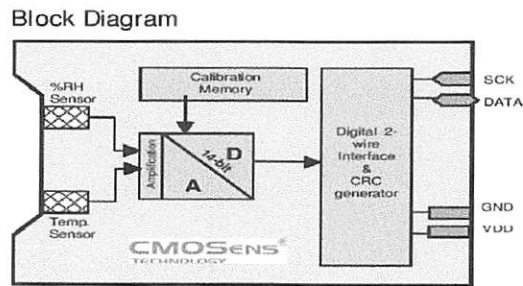 Block Diagram
%RH
Sensor
Calibration
Memory
SCK
DATA
Digital 2-
wire
Interface
&
CRC
generator
Amplification
14-bit
D
A
Temp.
Sensor
GND
VDD
CMOSENS®
TECHNOLOGY